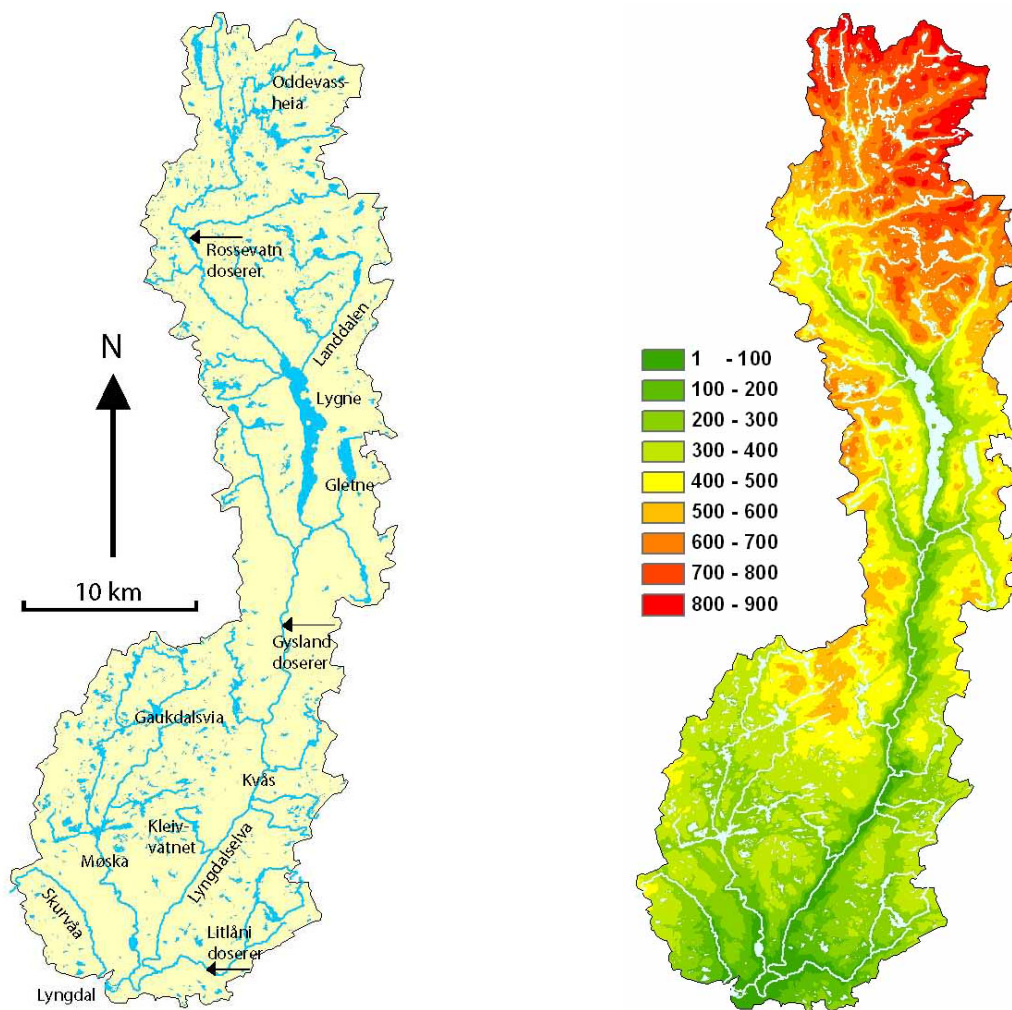 Oddevass-
heia
Rossevatn
doserer
Landdalen
N
Lygne
Gletne
10 km
Gysland
doserer
Gaukdalsvia
Kvås
Kleiv-
vatnet
Møska
Lyngdalselva
Skurvåa
Litlåni
doserer
Lyngdal
1 - 100
100 - 200
200 - 300
300 - 400
400 - 500
500 - 600
600 - 700
700 - 800
800 - 900